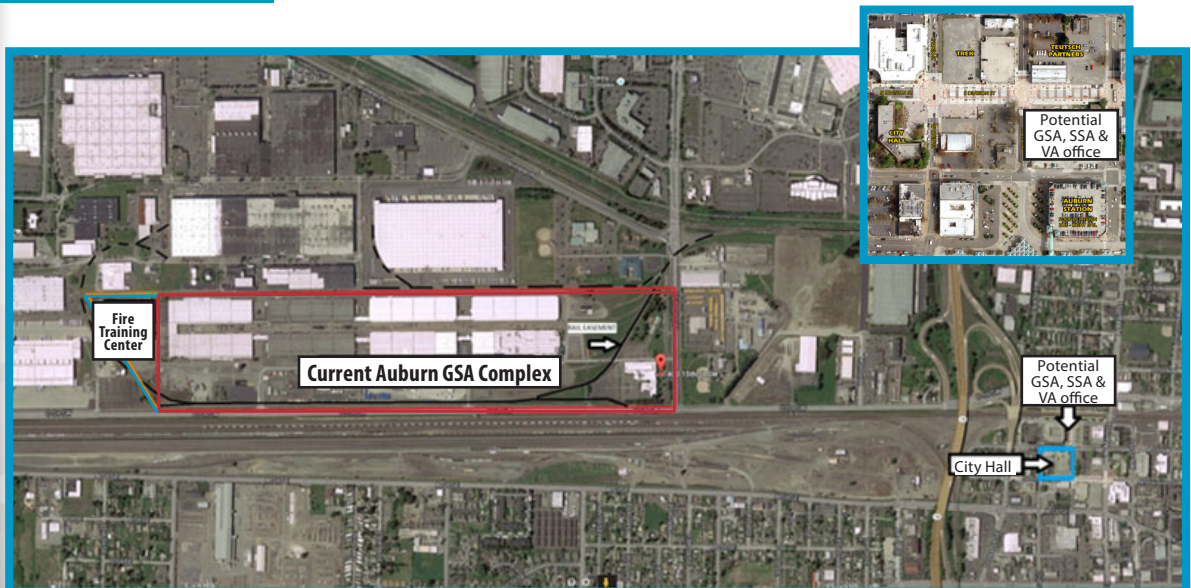 TREK
TEUTSCH
PARTNERS
CITY
HALL
Potential
GSA, SSA &
VA office
AUBURN
STATION
Fire
Training
Center
RAIL EASEMENT
Current Auburn GSA Complex
Potential
GSA, SSA &
VA office
City Hall